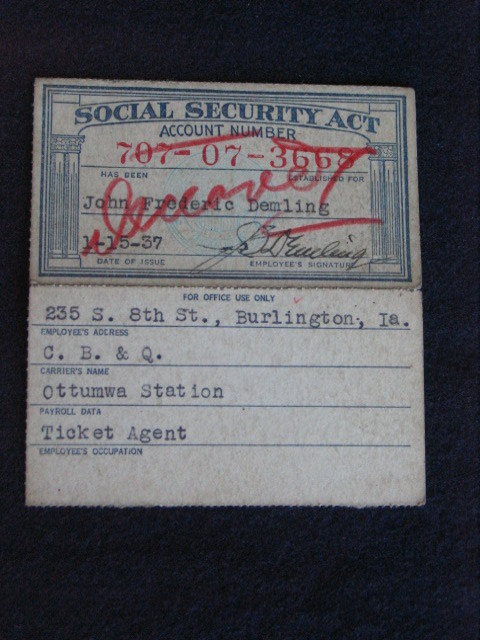 SOCIAL SECURITY ACT
ACCOUNT NUMBER
707-07-3668
HAS BEEN ESTABLISHED FOR
John Frederic Demling
1-15-37 J F Demling
DATE OF ISSUE EMPLOYEE'S SIGNATURE
FOR OFFICE USE ONLY
235 S. 8th St., Burlington, Ia.
EMPLOYEE'S ADDRESS
C. B. & Q.
CARRIER'S NAME
Ottumwa Station
PAYROLL DATA
Ticket Agent
EMPLOYEE'S OCCUPATION